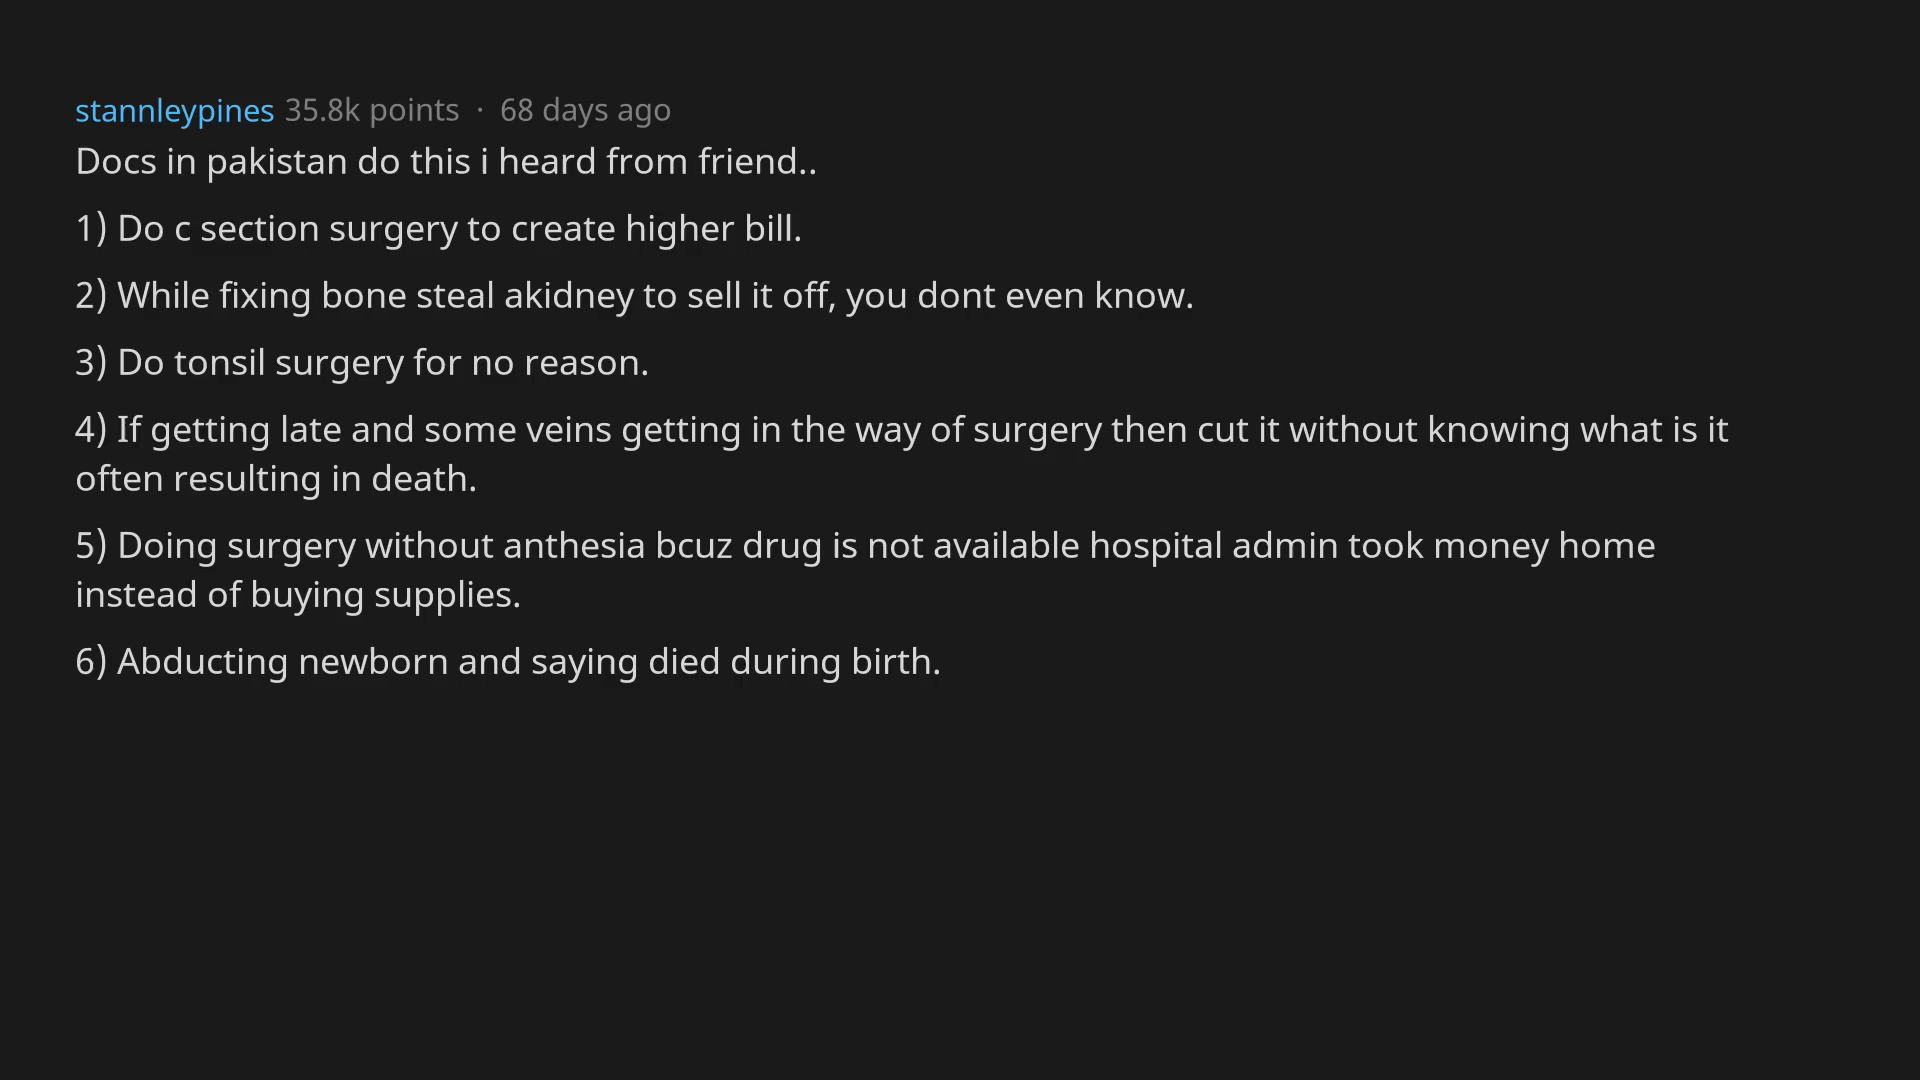 stannleypines 35.8k points · 68 days ago
Docs in pakistan do this i heard from friend..
1) Do c section surgery to create higher bill.
2) While fixing bone steal akidney to sell it off, you dont even know.
3) Do tonsil surgery for no reason.
4) If getting late and some veins getting in the way of surgery then cut it without knowing what is it
often resulting in death.
5) Doing surgery without anthesia bcuz drug is not available hospital admin took money home
instead of buying supplies.
6) Abducting newborn and saying died during birth.